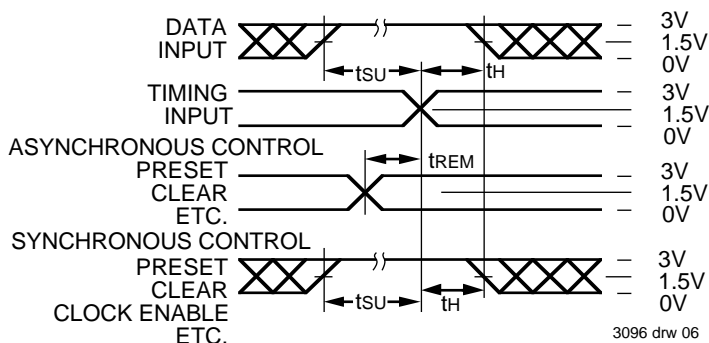 DATA
INPUT
3V
1.5V
0V
tSU
tH
TIMING
INPUT
3V
1.5V
0V
ASYNCHRONOUS CONTROL
PRESET
CLEAR
ETC.
tREM
3V
1.5V
0V
SYNCHRONOUS CONTROL
PRESET
CLEAR
CLOCK ENABLE
ETC.
tSU
tH
3V
1.5V
0V
3096 drw 06